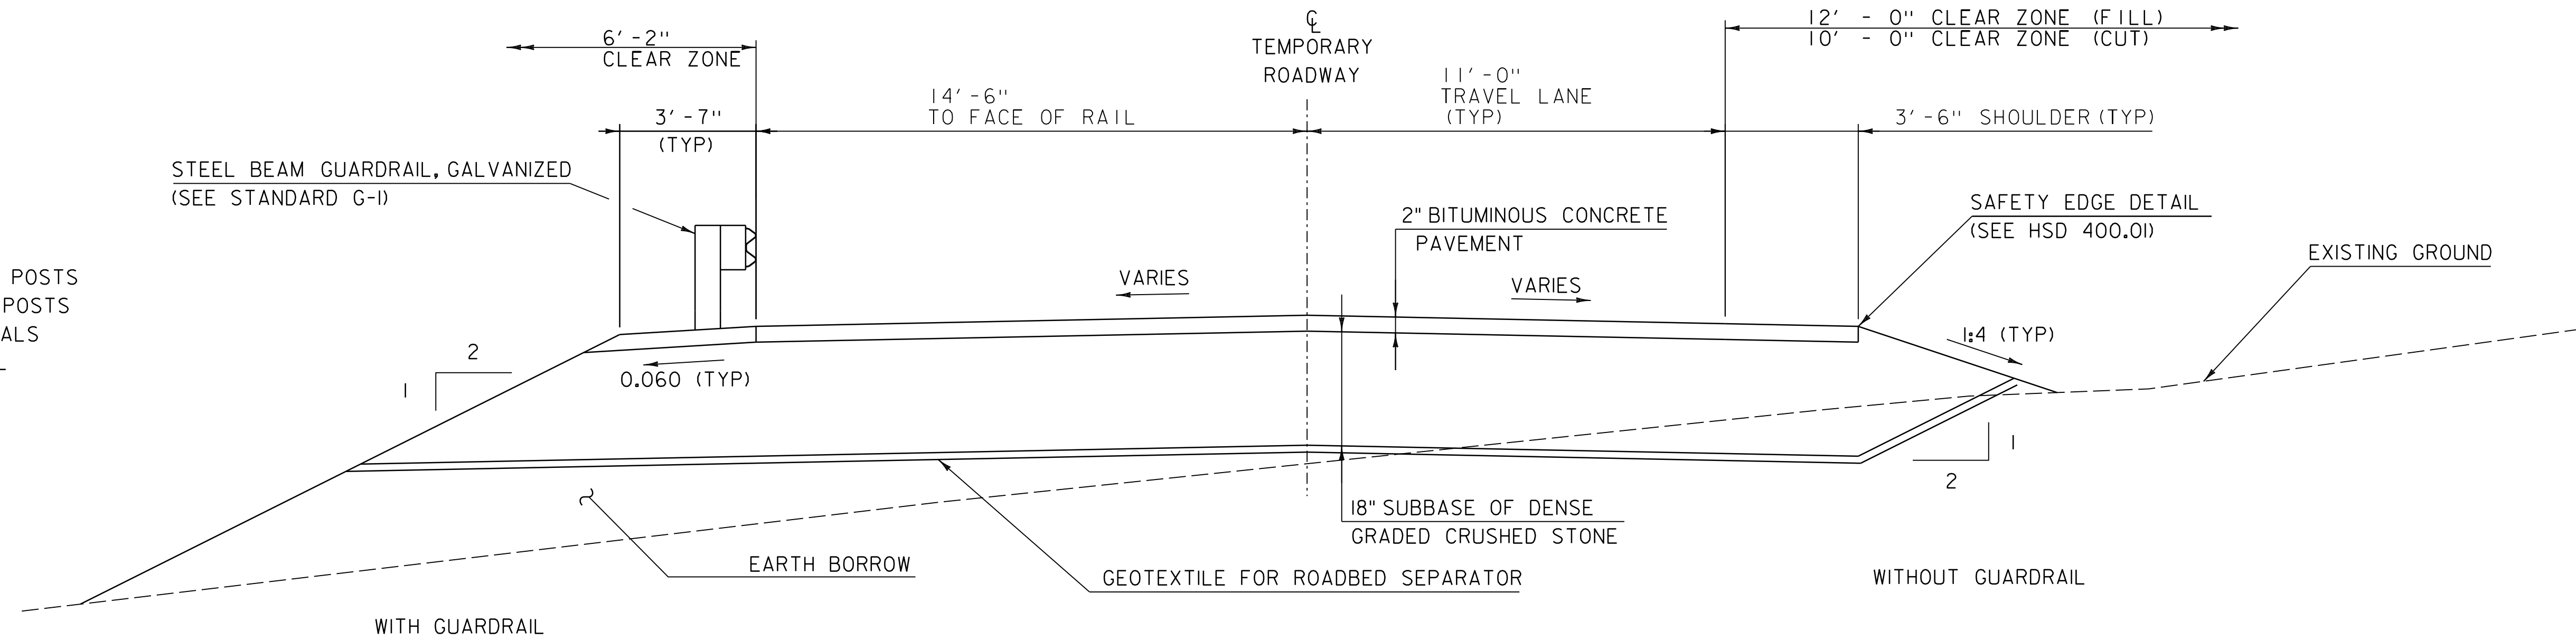 ℄
TEMPORARY
ROADWAY
6'-2"
CLEAR ZONE
12' - 0" CLEAR ZONE (FILL)
10' - 0" CLEAR ZONE (CUT)
3'-7"
(TYP)
14'-6"
TO FACE OF RAIL
11'-0"
TRAVEL LANE
(TYP)
3'-6" SHOULDER (TYP)
STEEL BEAM GUARDRAIL, GALVANIZED
(SEE STANDARD G-1)
2" BITUMINOUS CONCRETE
PAVEMENT
SAFETY EDGE DETAIL
(SEE HSD 400.01)
EXISTING GROUND
POSTS
POSTS
ALS
VARIES
VARIES
1:4 (TYP)
2
1
0.060 (TYP)
1
2
18" SUBBASE OF DENSE
GRADED CRUSHED STONE
EARTH BORROW
GEOTEXTILE FOR ROADBED SEPARATOR
WITHOUT GUARDRAIL
WITH GUARDRAIL